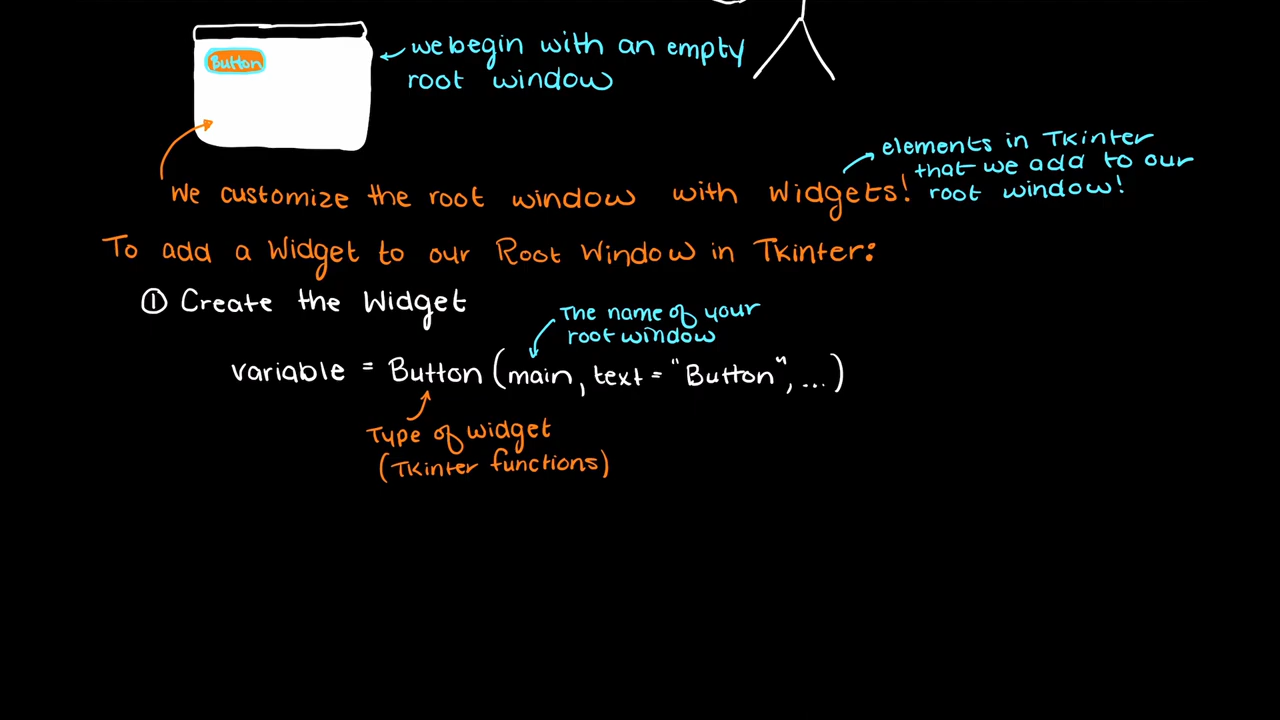 Button
we begin with an empty
root window
elements in TKinter
that we add to our
root window!
We customize the root window with Widgets!
To add a Widget to our Root Window in TKinter:
① Create the Widget
The name of your
root window
variable = Button (main, text = "Button", ...)
Type of widget
(TKinter functions)